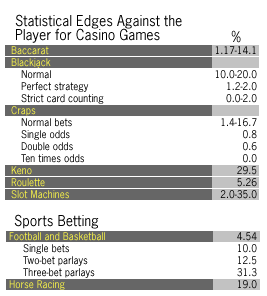 Statistical Edges Against the
Player for Casino Games %
Baccarat 1.17-14.1
Blackjack
Normal 10.0-20.0
Perfect strategy 1.2-2.0
Strict card counting 0.0-2.0
Craps
Normal bets 1.4-16.7
Single odds 0.8
Double odds 0.6
Ten times odds 0.0
Keno 29.5
Roulette 5.26
Slot Machines 2.0-35.0
Sports Betting
Football and Basketball 4.54
Single bets 10.0
Two-bet parlays 12.5
Three-bet parlays 31.3
Horse Racing 19.0